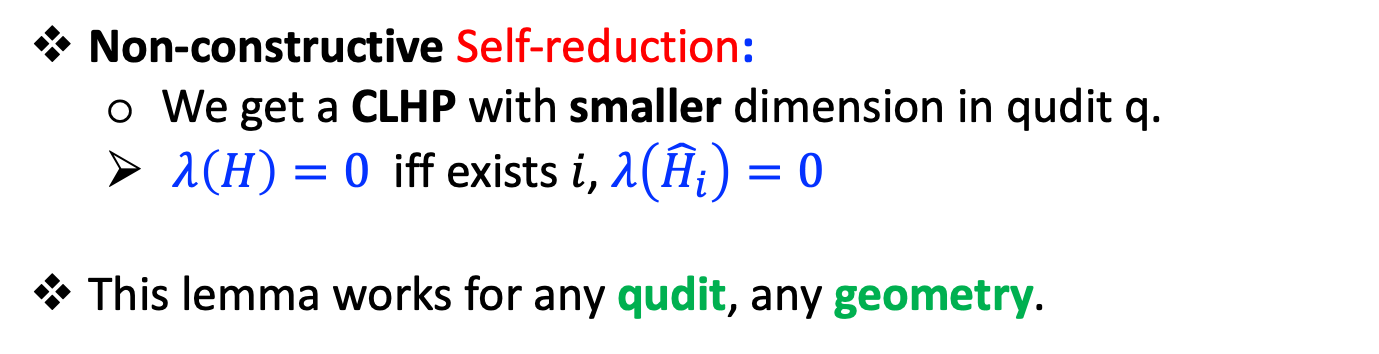 ❖ Non-constructive Self-reduction:
○ We get a CLHP with smaller dimension in qudit q.
➢ λ(H) = 0 iff exists i, λ(Ĥᵢ) = 0
❖ This lemma works for any qudit, any geometry.